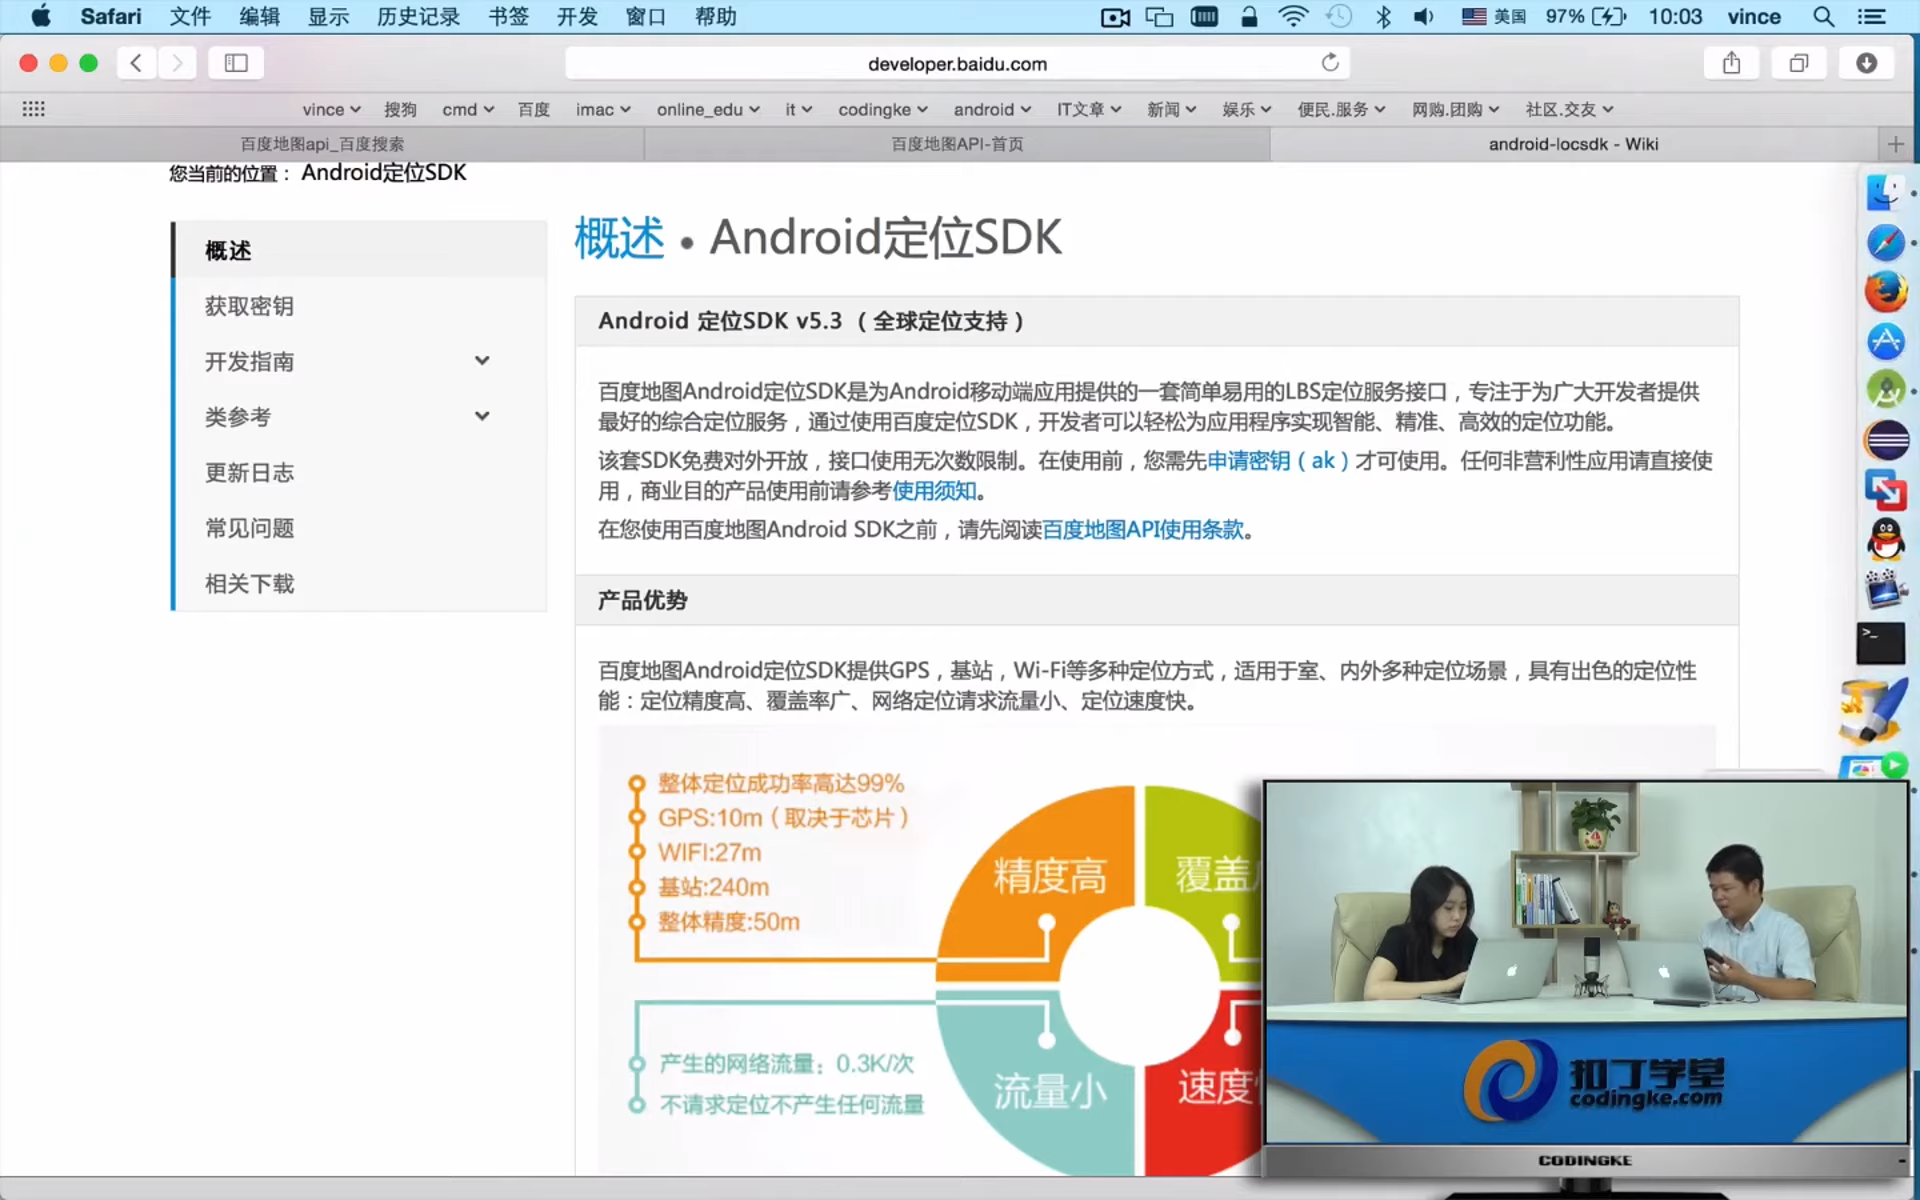 Safari 文件 编辑 显示 历史记录 书签 开发 窗口 帮助 美国 97% 10:03 vince
developer.baidu.com
vince 搜狗 cmd 百度 imac online_edu it codingke android IT文章 新闻 娱乐 便民.服务 网购.团购 社区.交友
百度地图api_百度搜索 百度地图API-首页 android-locsdk - Wiki
您当前的位置： Android定位SDK
概述
获取密钥
开发指南
类参考
更新日志
常见问题
相关下载
概述 • Android定位SDK
Android 定位SDK v5.3 （全球定位支持）
百度地图Android定位SDK是为Android移动端应用提供的一套简单易用的LBS定位服务接口，专注于为广大开发者提供
最好的综合定位服务，通过使用百度定位SDK，开发者可以轻松为应用程序实现智能、精准、高效的定位功能。
该套SDK免费对外开放，接口使用无次数限制。在使用前，您需先申请密钥（ak）才可使用。任何非营利性应用请直接使
用，商业目的产品使用前请参考使用须知。
在您使用百度地图Android SDK之前，请先阅读百度地图API使用条款。
产品优势
百度地图Android定位SDK提供GPS，基站，Wi-Fi等多种定位方式，适用于室、内外多种定位场景，具有出色的定位性
能：定位精度高、覆盖率广、网络定位请求流量小、定位速度快。
整体定位成功率高达99%
GPS:10m（取决于芯片）
WIFI:27m
基站:240m
整体精度:50m
精度高
覆盖
产生的网络流量：0.3K/次
不请求定位不产生任何流量
流量小
速度
扣丁学堂
codingke.com
CODINGKE